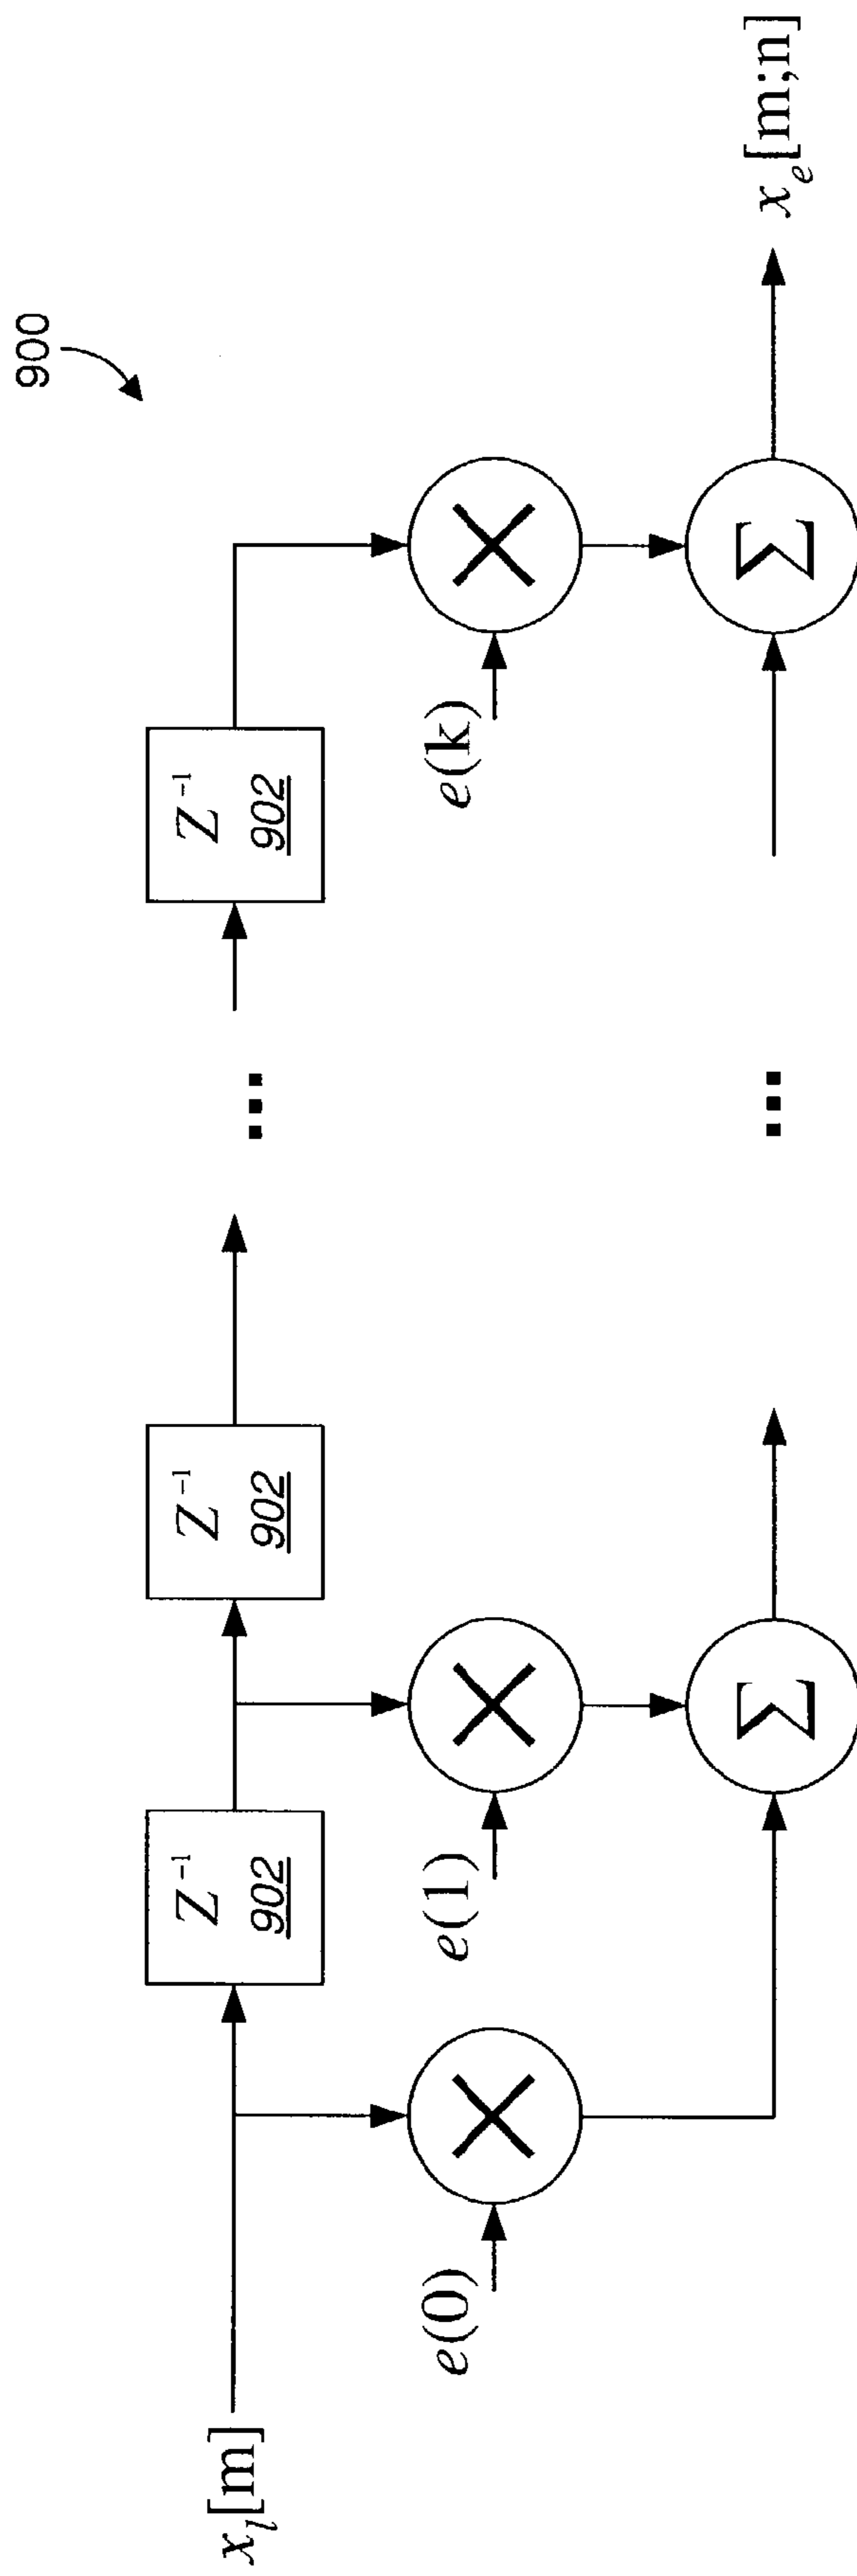 900
x_l[m]
Z⁻¹
902
Z⁻¹
902
...
Z⁻¹
902
e(0)
e(1)
e(k)
Σ
...
Σ
x_e[m;n]